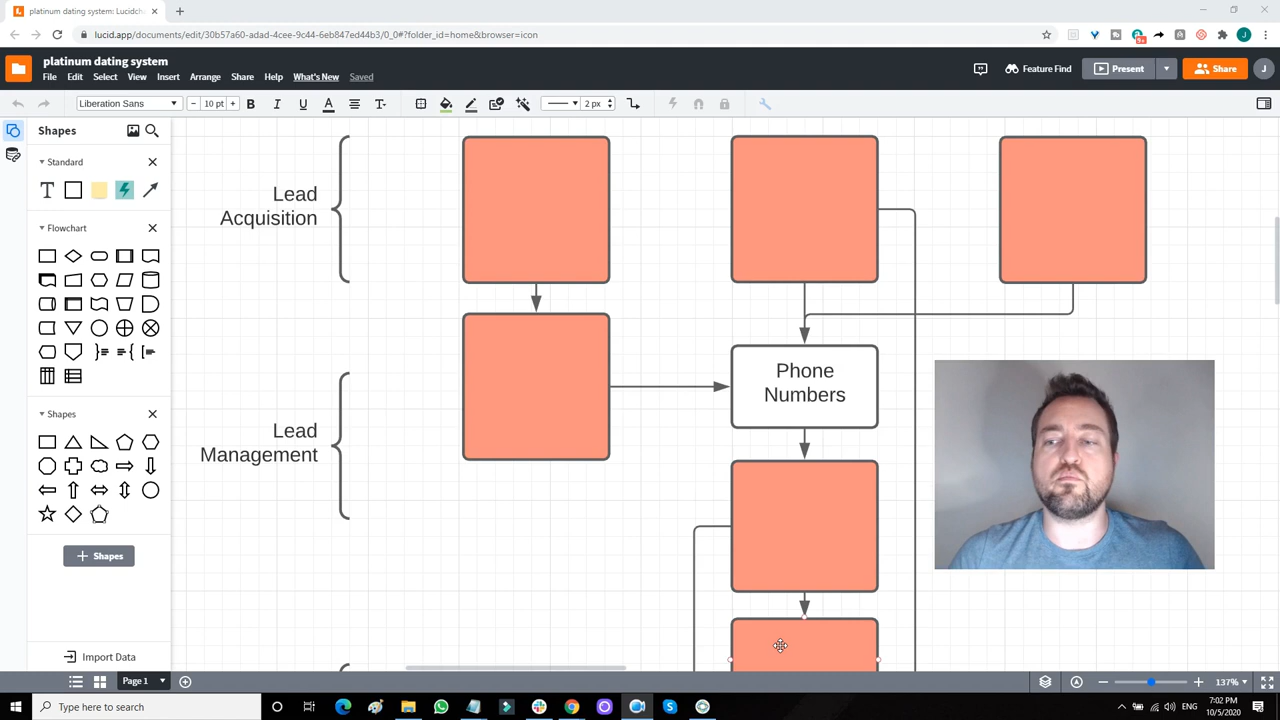 platinum dating system: Lucidch
lucid.app/documents/edit/30b57a60-adad-4cee-9c44-6eb847ed44b3/0_0#?folder_id=home&browser=icon
platinum dating system
File Edit Select View Insert Arrange Share Help What's New Saved
Feature Find
Present
Share
J
Liberation Sans
10 pt
B I U A T
2 px
Shapes
Standard
T
Flowchart
Shapes
Shapes
Import Data
Lead
Acquisition
Phone
Numbers
Lead
Management
Page 1
137%
Type here to search
ENG
7:02 PM
10/5/2020